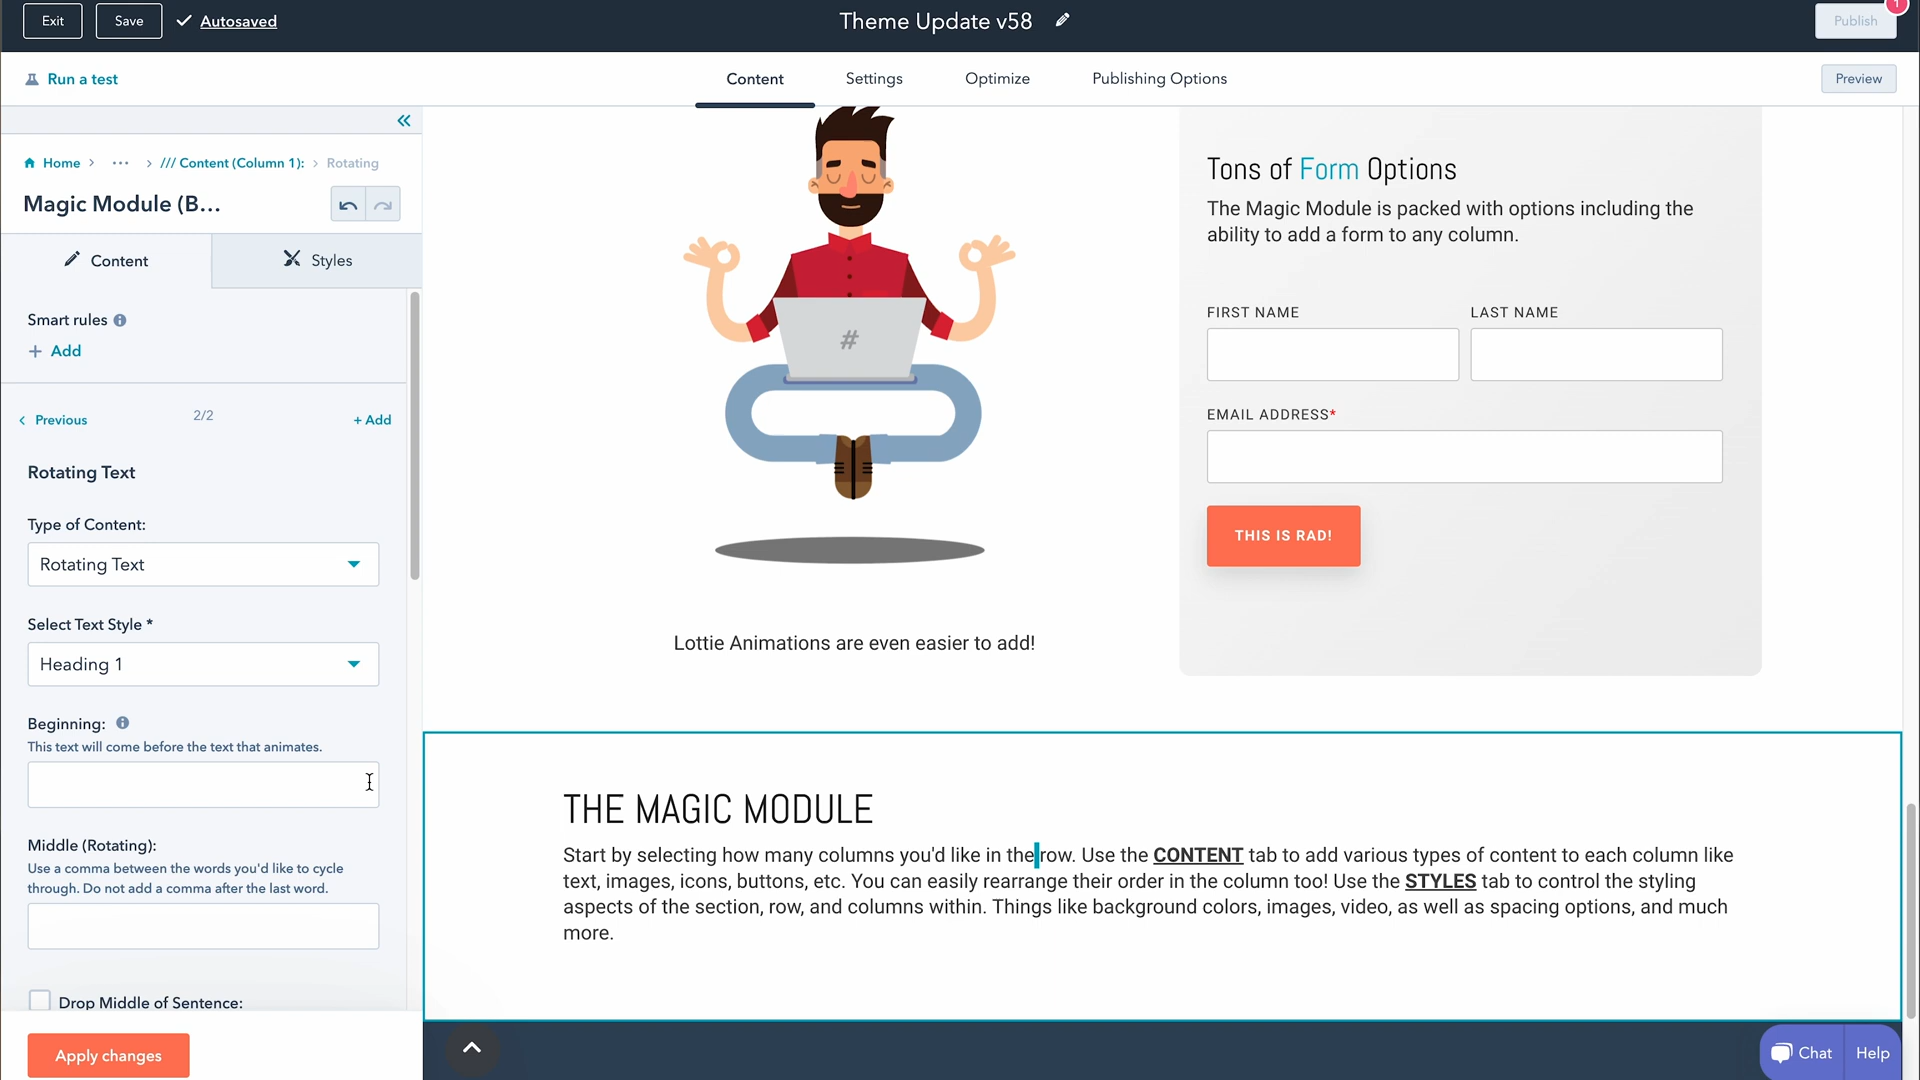 Exit
Save
Autosaved
Theme Update v58
Publish
1
Run a test
Content
Settings
Optimize
Publishing Options
Preview
Home
/// Content (Column 1):
Rotating
Magic Module (B...
Content
Styles
Smart rules
+ Add
Previous
2/2
+ Add
Rotating Text
Type of Content:
Rotating Text
Select Text Style *
Heading 1
Beginning:
This text will come before the text that animates.
Middle (Rotating):
Use a comma between the words you'd like to cycle
through. Do not add a comma after the last word.
Drop Middle of Sentence:
Apply changes
#
Lottie Animations are even easier to add!
Tons of Form Options
The Magic Module is packed with options including the
ability to add a form to any column.
FIRST NAME
LAST NAME
EMAIL ADDRESS*
THIS IS RAD!
THE MAGIC MODULE
Start by selecting how many columns you'd like in the row. Use the CONTENT tab to add various types of content to each column like
text, images, icons, buttons, etc. You can easily rearrange their order in the column too! Use the STYLES tab to control the styling
aspects of the section, row, and columns within. Things like background colors, images, video, as well as spacing options, and much
more.
Chat
Help